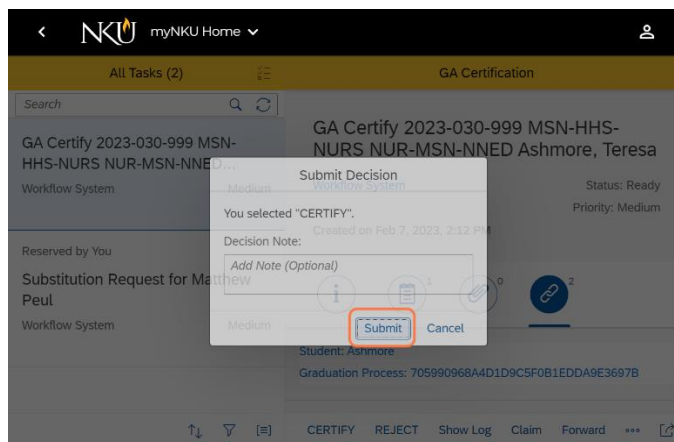 NKU myNKU Home
All Tasks (2)
GA Certification
Search
GA Certify 2023-030-999 MSN-
HHS-NURS NUR-MSN-NNED...
Workflow System Medium
Reserved by You
Substitution Request for Matthew
Peul
Workflow System Medium
GA Certify 2023-030-999 MSN-HHS-
NURS NUR-MSN-NNED Ashmore, Teresa
Workflow System
Status: Ready
Priority: Medium
Created on Feb 7, 2023, 2:12 PM
Submit Decision
You selected "CERTIFY".
Decision Note:
Add Note (Optional)
Submit Cancel
1
0
2
Student: Ashmore
Graduation Process: 705990968A4D1D9C5F0B1EDDA9E3697B
CERTIFY REJECT Show Log Claim Forward